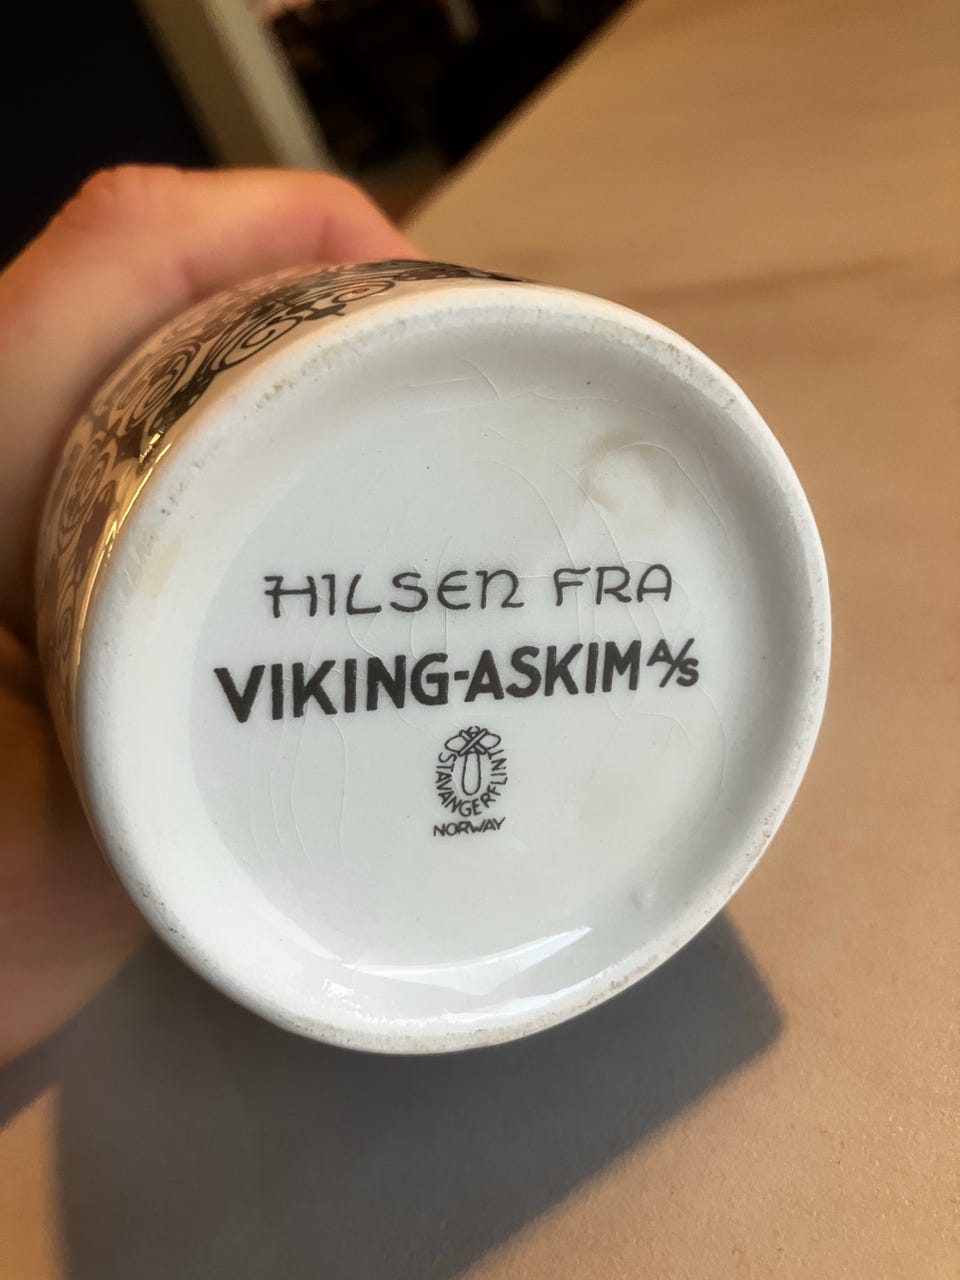 HILSEN FRA
VIKING-ASKIM A/S
STAVANGERFLINT
NORWAY